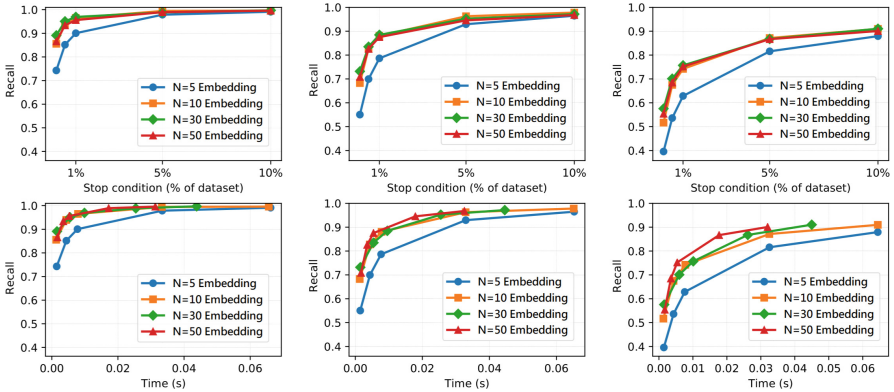 1.0
0.9
0.8
0.7
0.6
0.5
0.4
Recall
N=5 Embedding
N=10 Embedding
N=30 Embedding
N=50 Embedding
1%
5%
10%
Stop condition (% of dataset)
1.0
0.9
0.8
0.7
0.6
0.5
0.4
Recall
N=5 Embedding
N=10 Embedding
N=30 Embedding
N=50 Embedding
1%
5%
10%
Stop condition (% of dataset)
1.0
0.9
0.8
0.7
0.6
0.5
0.4
Recall
N=5 Embedding
N=10 Embedding
N=30 Embedding
N=50 Embedding
1%
5%
10%
Stop condition (% of dataset)
1.0
0.9
0.8
0.7
0.6
0.5
0.4
Recall
N=5 Embedding
N=10 Embedding
N=30 Embedding
N=50 Embedding
0.00
0.02
0.04
0.06
Time (s)
1.0
0.9
0.8
0.7
0.6
0.5
0.4
Recall
N=5 Embedding
N=10 Embedding
N=30 Embedding
N=50 Embedding
0.00
0.02
0.04
0.06
Time (s)
1.0
0.9
0.8
0.7
0.6
0.5
0.4
Recall
N=5 Embedding
N=10 Embedding
N=30 Embedding
N=50 Embedding
0.00
0.01
0.02
0.03
0.04
0.05
0.06
Time (s)